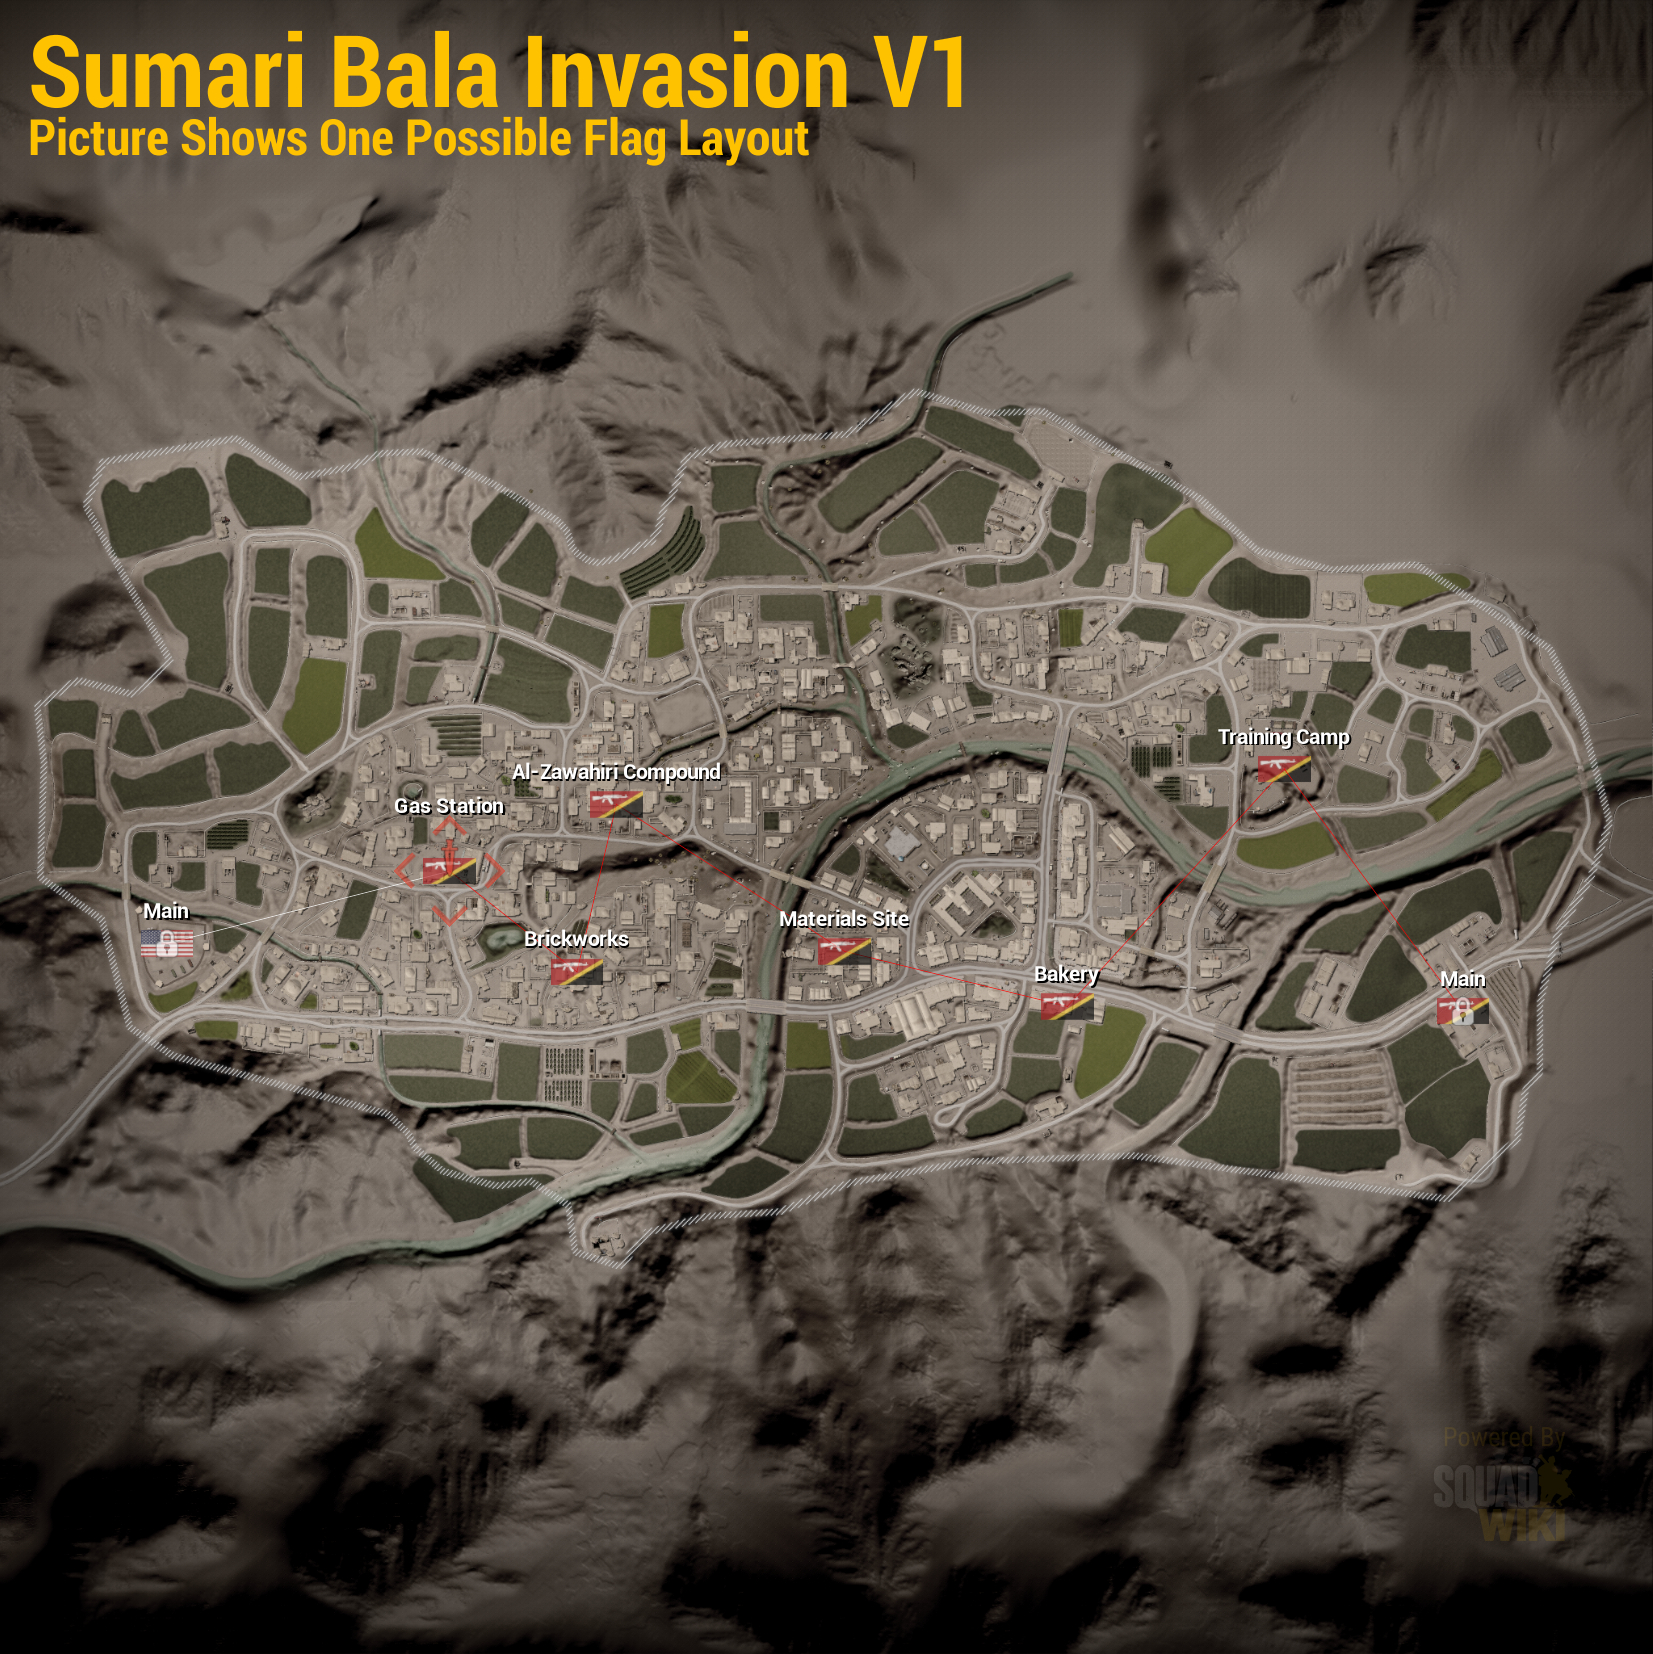 Sumari Bala Invasion V1
Picture Shows One Possible Flag Layout
Training Camp
Al-Zawahiri Compound
Gas Station
Main
Materials Site
Brickworks
Bakery
Main
Powered By
SQUAD
WIKI